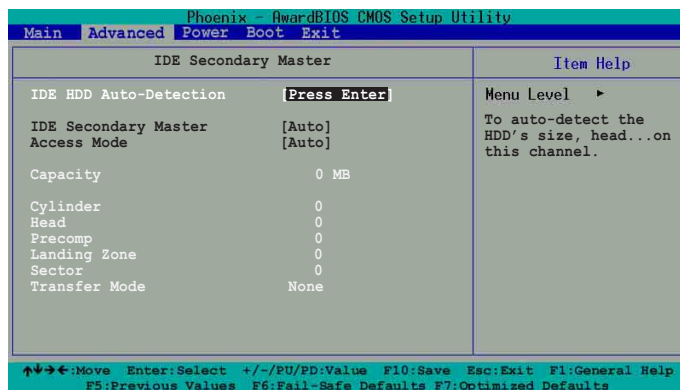 Phoenix - AwardBIOS CMOS Setup Utility
Main Advanced Power Boot Exit
IDE Secondary Master
Item Help
IDE HDD Auto-Detection [Press Enter]
IDE Secondary Master [Auto]
Access Mode [Auto]
Capacity 0 MB
Cylinder 0
Head 0
Precomp 0
Landing Zone 0
Sector 0
Transfer Mode None
Menu Level ►
To auto-detect the
HDD's size, head...on
this channel.
↑↓→←:Move Enter:Select +/-/PU/PD:Value F10:Save Esc:Exit F1:General Help
F5:Previous Values F6:Fail-Safe Defaults F7:Optimized Defaults